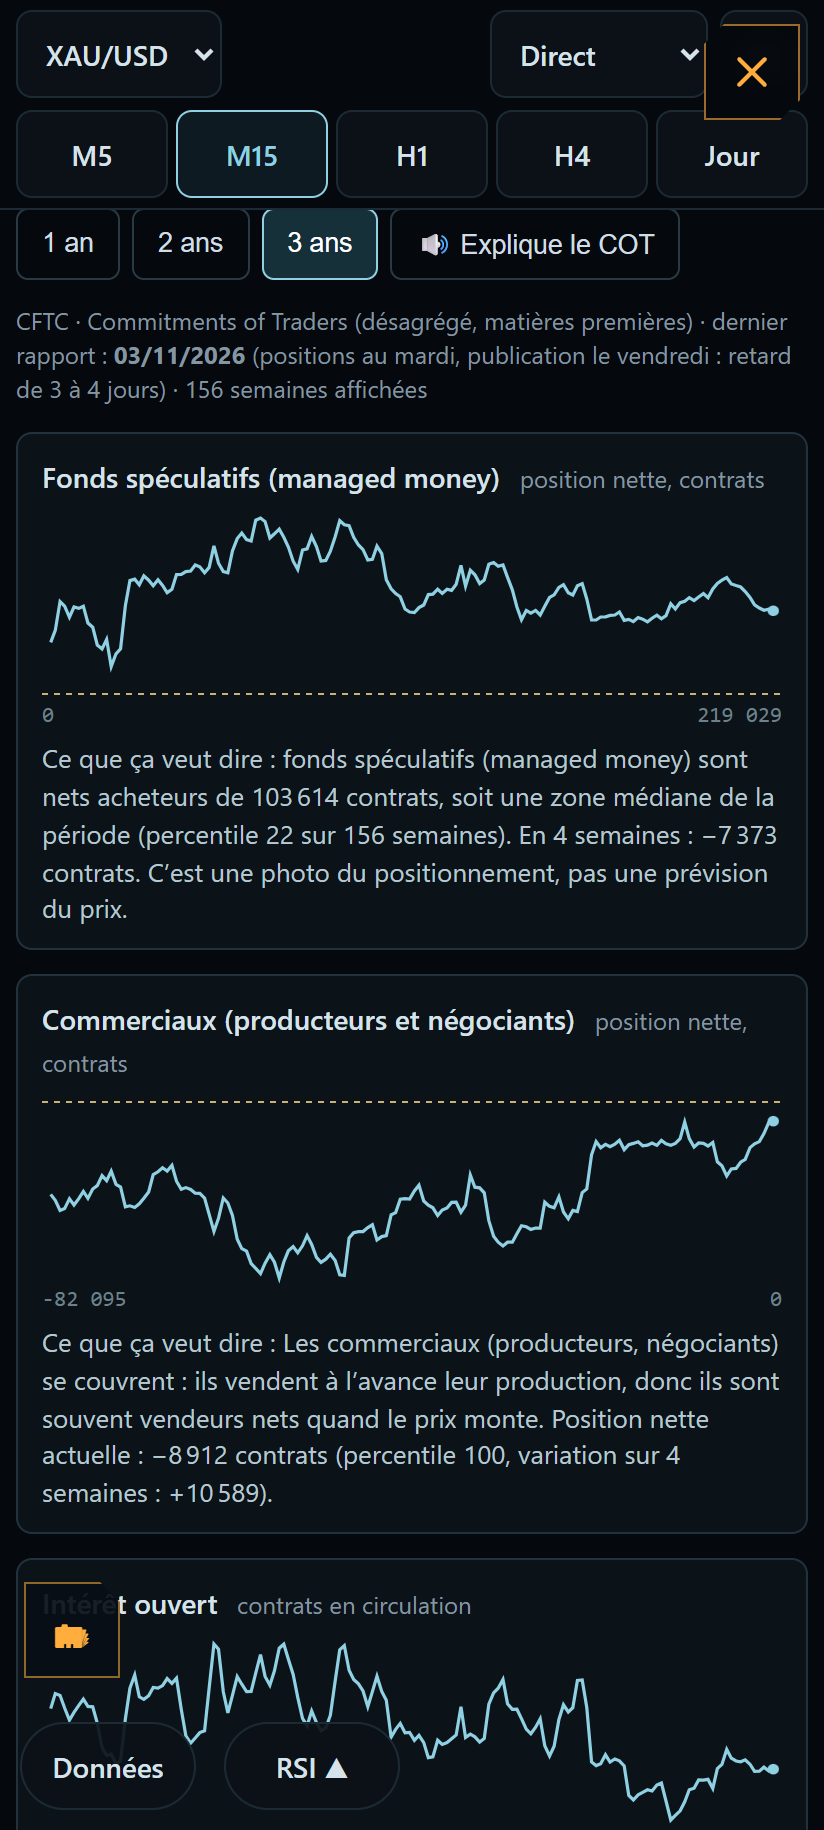 XAU/USD
Direct
M5
M15
H1
H4
Jour
1 an
2 ans
3 ans
Explique le COT
CFTC · Commitments of Traders (désagrégé, matières premières) · dernier
rapport : 03/11/2026 (positions au mardi, publication le vendredi : retard
de 3 à 4 jours) · 156 semaines affichées
Fonds spéculatifs (managed money) position nette, contrats
0
219 029
Ce que ça veut dire : fonds spéculatifs (managed money) sont
nets acheteurs de 103 614 contrats, soit une zone médiane de la
période (percentile 22 sur 156 semaines). En 4 semaines : −7 373
contrats. C’est une photo du positionnement, pas une prévision
du prix.
Commerciaux (producteurs et négociants) position nette,
contrats
-82 095
0
Ce que ça veut dire : Les commerciaux (producteurs, négociants)
se couvrent : ils vendent à l’avance leur production, donc ils sont
souvent vendeurs nets quand le prix monte. Position nette
actuelle : −8 912 contrats (percentile 100, variation sur 4
semaines : +10 589).
Intérêt ouvert contrats en circulation
Données
RSI ▲